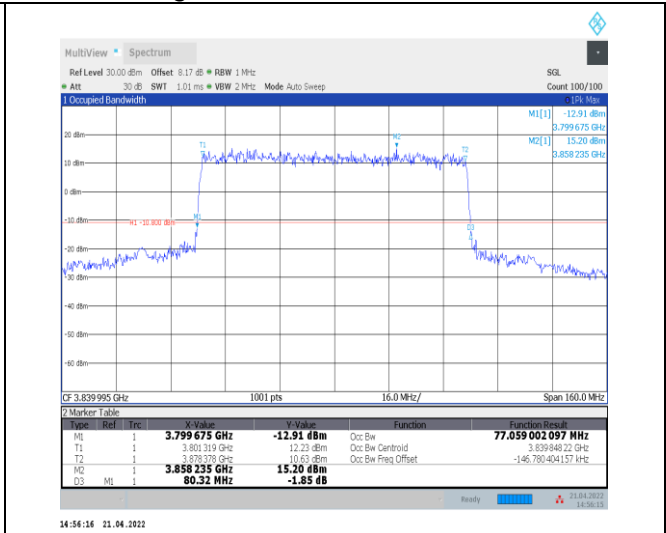 MultiView Spectrum
Ref Level 30.00 dBm Offset 8.17 dB RBW 1 MHz SGL
Att 30 dB SWT 1.01 ms VBW 2 MHz Mode Auto Sweep Count 100/100
1 Occupied Bandwidth 1Pk Max
M1[1] -12.91 dBm
3.799 675 GHz
20 dBm M2[1] 15.20 dBm
3.858 235 GHz
M2
T1
T2
10 dBm
0 dBm
M1
-10 dBm H1 -10.800 dBm
D3
-20 dBm
-30 dBm
-40 dBm
-50 dBm
-60 dBm
CF 3.839 995 GHz 1001 pts 16.0 MHz/ Span 160.0 MHz
2 Marker Table
Type Ref Trc X-Value Y-Value Function Function Result
M1 1 3.799 675 GHz -12.91 dBm Occ Bw 77.059 002 097 MHz
T1 1 3.801 319 GHz 12.23 dBm Occ Bw Centroid 3.839 848 22 GHz
T2 1 3.878 378 GHz 10.63 dBm Occ Bw Freq Offset -146.780 404 157 kHz
M2 1 3.858 235 GHz 15.20 dBm
D3 M1 1 80.32 MHz -1.85 dB
Ready 21.04.2022
14:56:15
14:56:16 21.04.2022